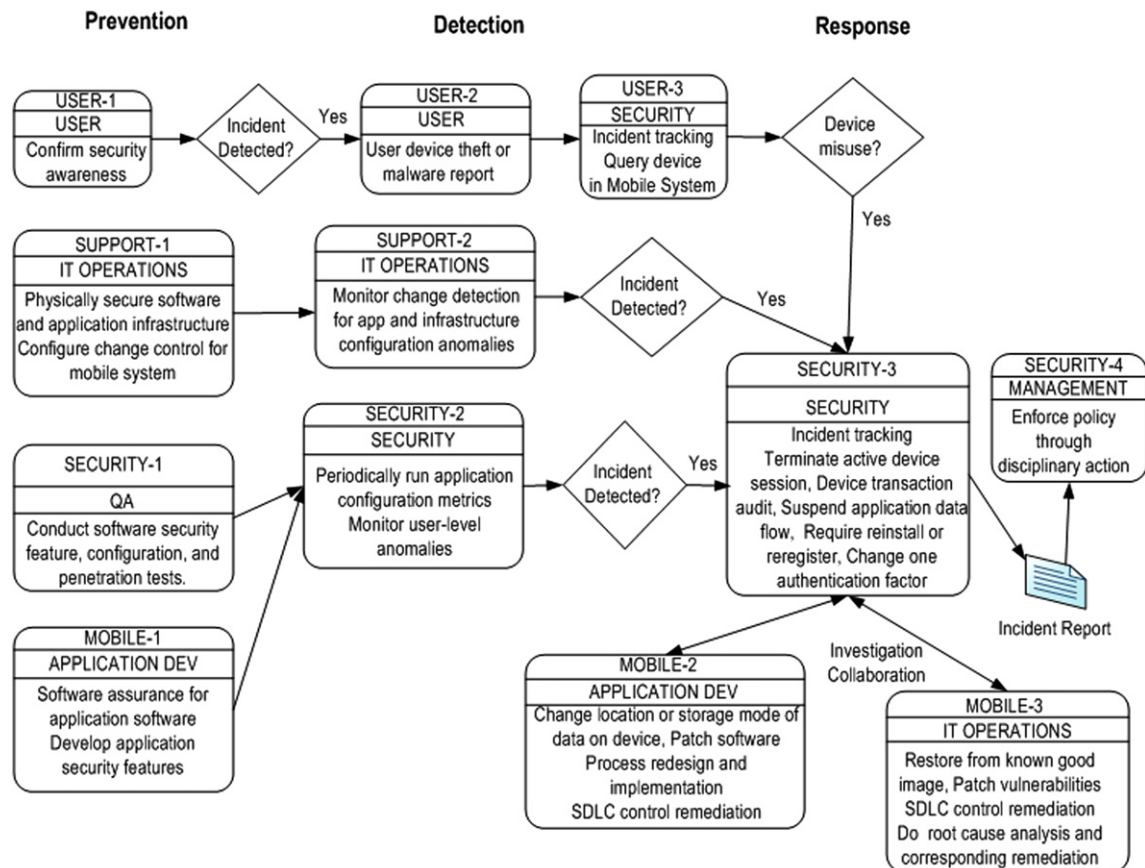 Prevention
Detection
Response
USER-1
USER
Confirm security
awareness
Incident
Detected?
Yes
USER-2
USER
User device theft or
malware report
USER-3
SECURITY
Incident tracking
Query device
in Mobile System
Device
misuse?
Yes
SUPPORT-1
IT OPERATIONS
Physically secure software
and application infrastructure
Configure change control for
mobile system
SUPPORT-2
IT OPERATIONS
Monitor change detection
for app and infrastructure
configuration anomalies
Incident
Detected?
Yes
SECURITY-1
QA
Conduct software security
feature, configuration, and
penetration tests.
SECURITY-2
SECURITY
Periodically run application
configuration metrics
Monitor user-level
anomalies
Incident
Detected?
Yes
SECURITY-3
SECURITY
Incident tracking
Terminate active device
session, Device transaction
audit, Suspend application data
flow, Require reinstall or
reregister, Change one
authentication factor
SECURITY-4
MANAGEMENT
Enforce policy
through
disciplinary action
Incident Report
MOBILE-1
APPLICATION DEV
Software assurance for
application software
Develop application
security features
MOBILE-2
APPLICATION DEV
Change location or storage mode of
data on device, Patch software
Process redesign and
implementation
SDLC control remediation
Investigation
Collaboration
MOBILE-3
IT OPERATIONS
Restore from known good
image, Patch vulnerabilities
SDLC control remediation
Do root cause analysis and
corresponding remediation